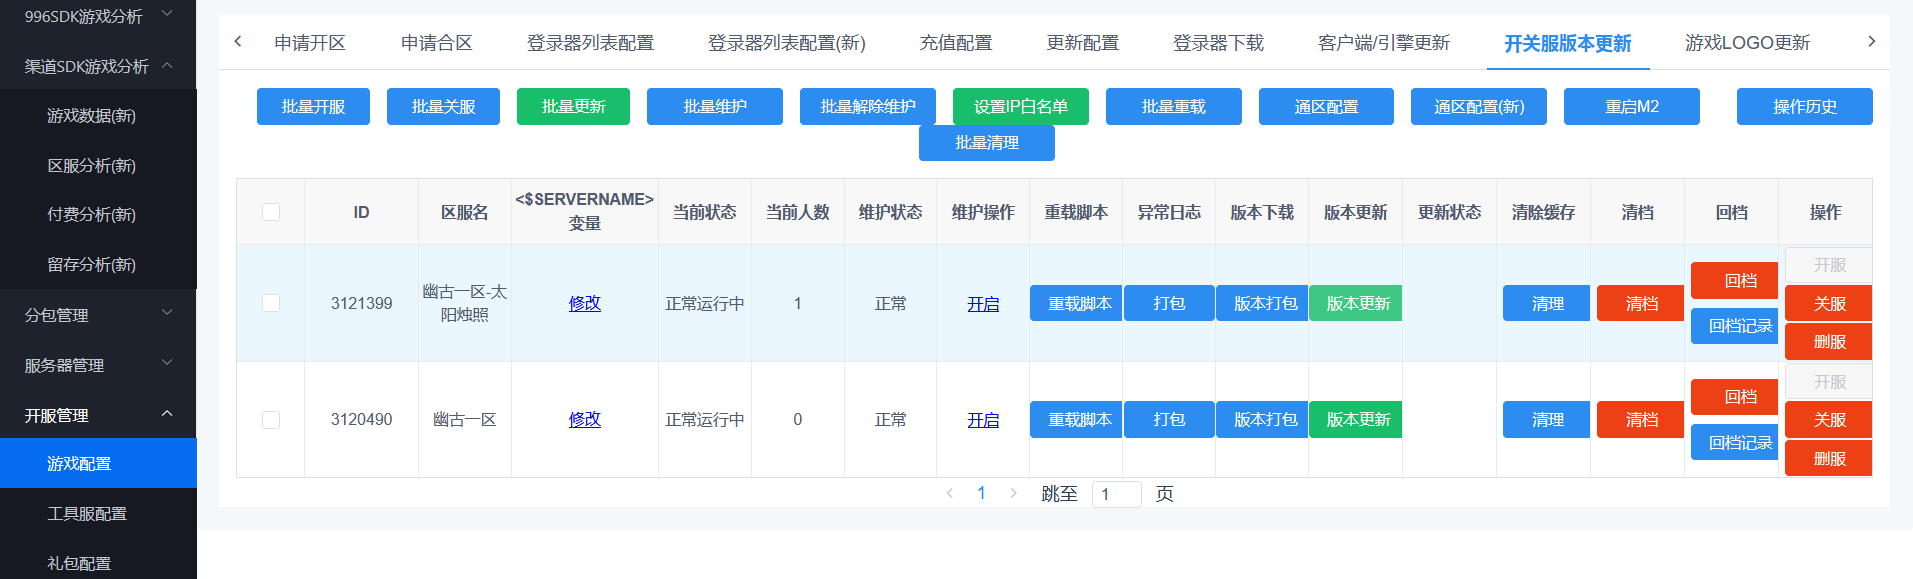 996SDK游戏分析
渠道SDK游戏分析
游戏数据(新)
区服分析(新)
付费分析(新)
留存分析(新)
分包管理
服务器管理
开服管理
游戏配置
工具服配置
礼包配置
申请开区 申请合区 登录器列表配置 登录器列表配置(新) 充值配置 更新配置 登录器下载 客户端/引擎更新 开关服版本更新 游戏LOGO更新
批量开服 批量关服 批量更新 批量维护 批量解除维护 设置IP白名单 批量重载 通区配置 通区配置(新) 重启M2 操作历史
批量清理
ID 区服名 <$SERVERNAME>变量 当前状态 当前人数 维护状态 维护操作 重载脚本 异常日志 版本下载 版本更新 更新状态 清除缓存 清档 回档 操作
3121399 幽古一区-太阳烛照 修改 正常运行中 1 正常 开启 重载脚本 打包 版本打包 版本更新 清理 清档 回档 回档记录 开服 关服 删服
3120490 幽古一区 修改 正常运行中 0 正常 开启 重载脚本 打包 版本打包 版本更新 清理 清档 回档 回档记录 开服 关服 删服
1 跳至 1 页